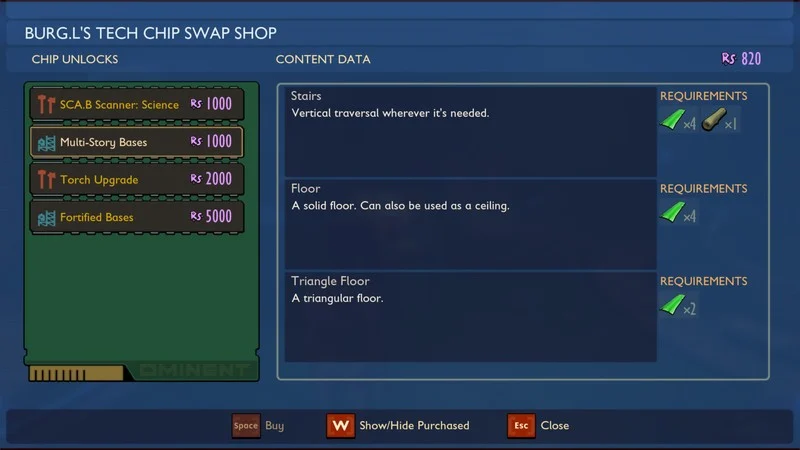 BURG.L'S TECH CHIP SWAP SHOP
CHIP UNLOCKS
CONTENT DATA
RS 820
SCA.B Scanner: Science RS 1000
Multi-Story Bases RS 1000
Torch Upgrade RS 2000
Fortified Bases RS 5000
OMINENT
Stairs
Vertical traversal wherever it's needed.
REQUIREMENTS
x4 x1
Floor
A solid floor. Can also be used as a ceiling.
REQUIREMENTS
x4
Triangle Floor
A triangular floor.
REQUIREMENTS
x2
Space Buy
W Show/Hide Purchased
Esc Close